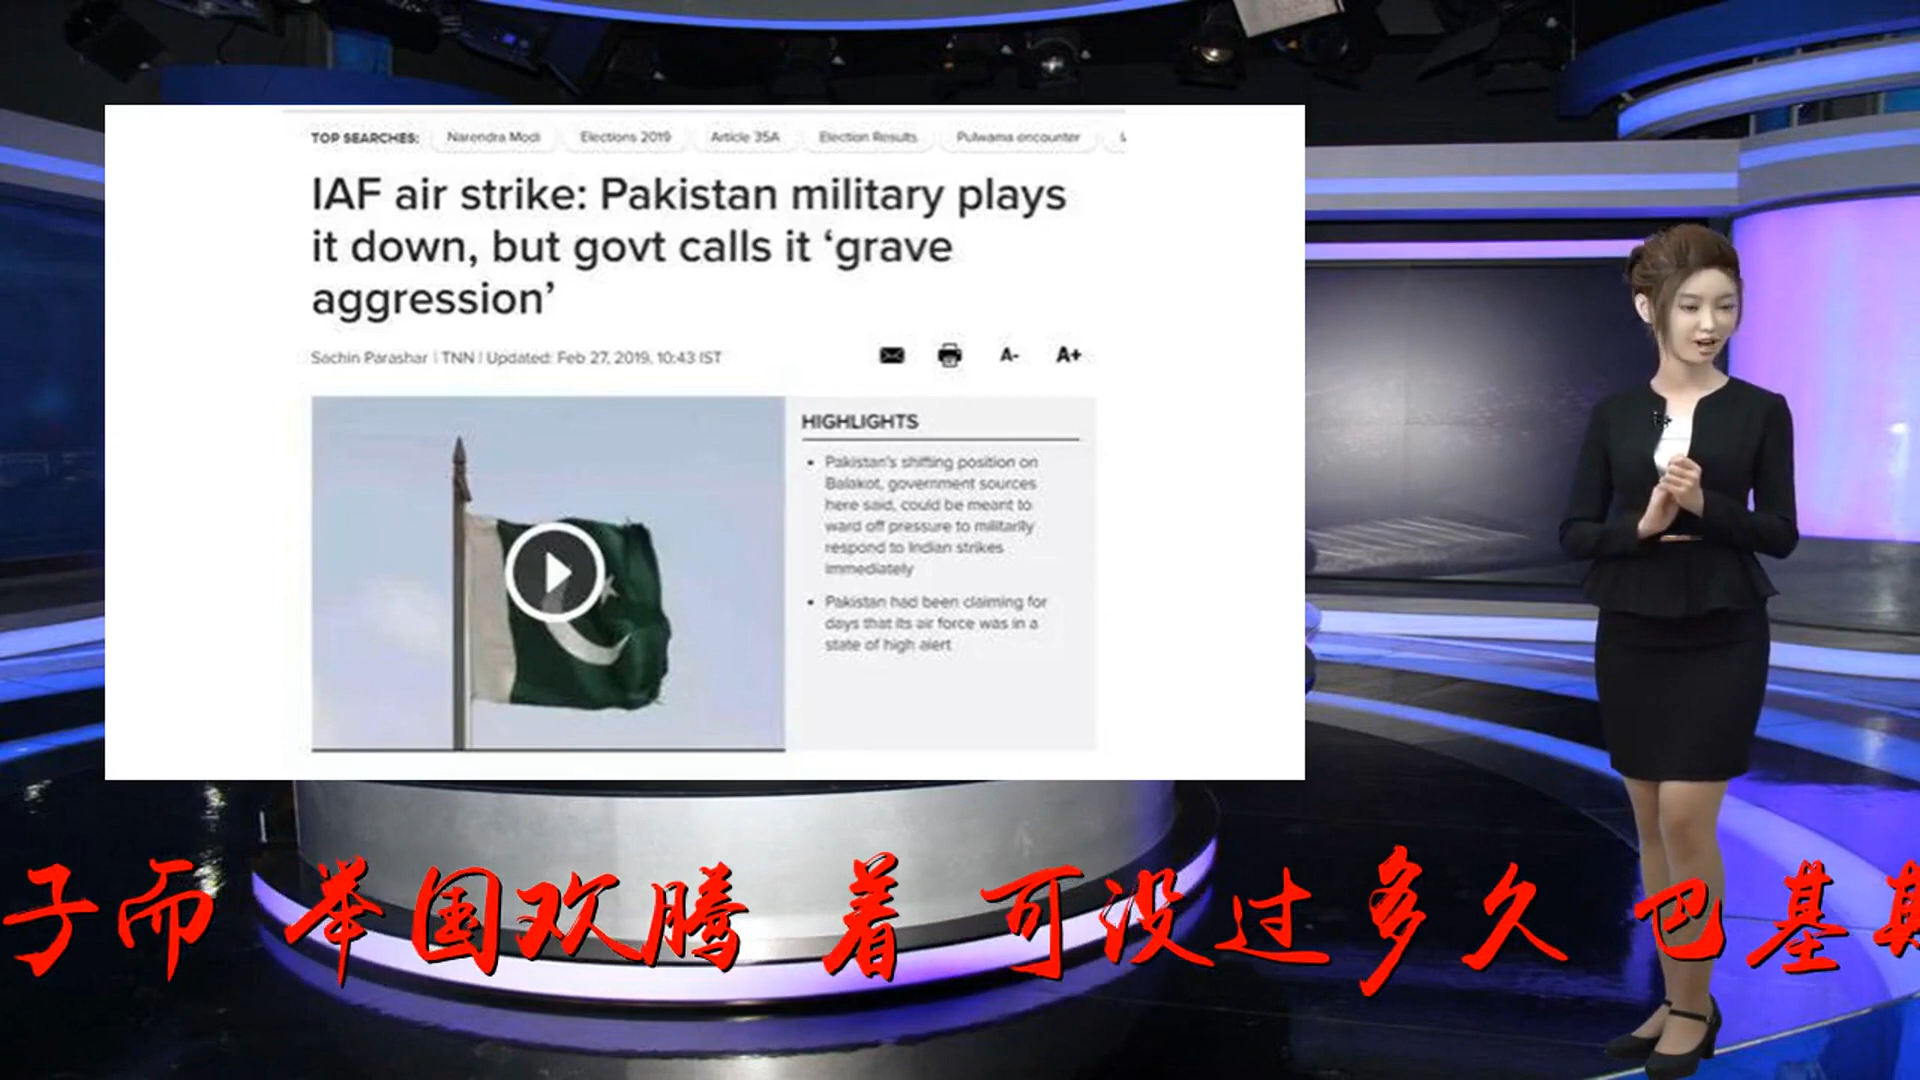 TOP SEARCHES: Narendra Modi Elections 2019 Article 35A Election Results Pulwama encounter
IAF air strike: Pakistan military plays
it down, but govt calls it ‘grave
aggression’
Sachin Parashar | TNN | Updated: Feb 27, 2019, 10:43 IST
A- A+
HIGHLIGHTS
• Pakistan's shifting position on
Balakot, government sources
here said, could be meant to
ward off pressure to militarily
respond to Indian strikes
immediately
• Pakistan had been claiming for
days that its air force was in a
state of high alert
子而 举国欢腾 着 可没过多久 巴基